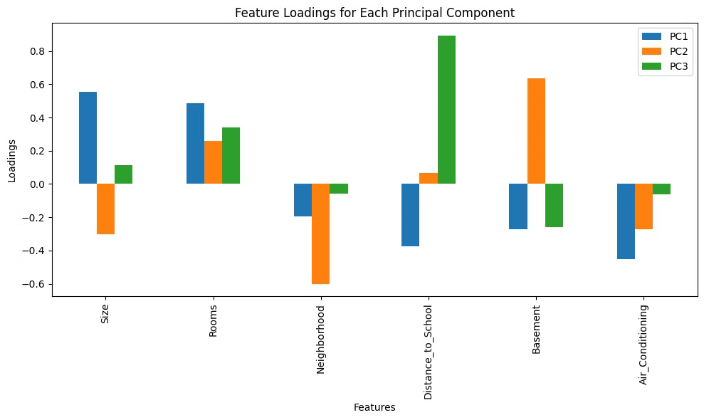 Feature Loadings for Each Principal Component
PC1
PC2
PC3
Loadings
0.8
0.6
0.4
0.2
0.0
−0.2
−0.4
−0.6
Size
Rooms
Neighborhood
Distance_to_School
Basement
Air_Conditioning
Features